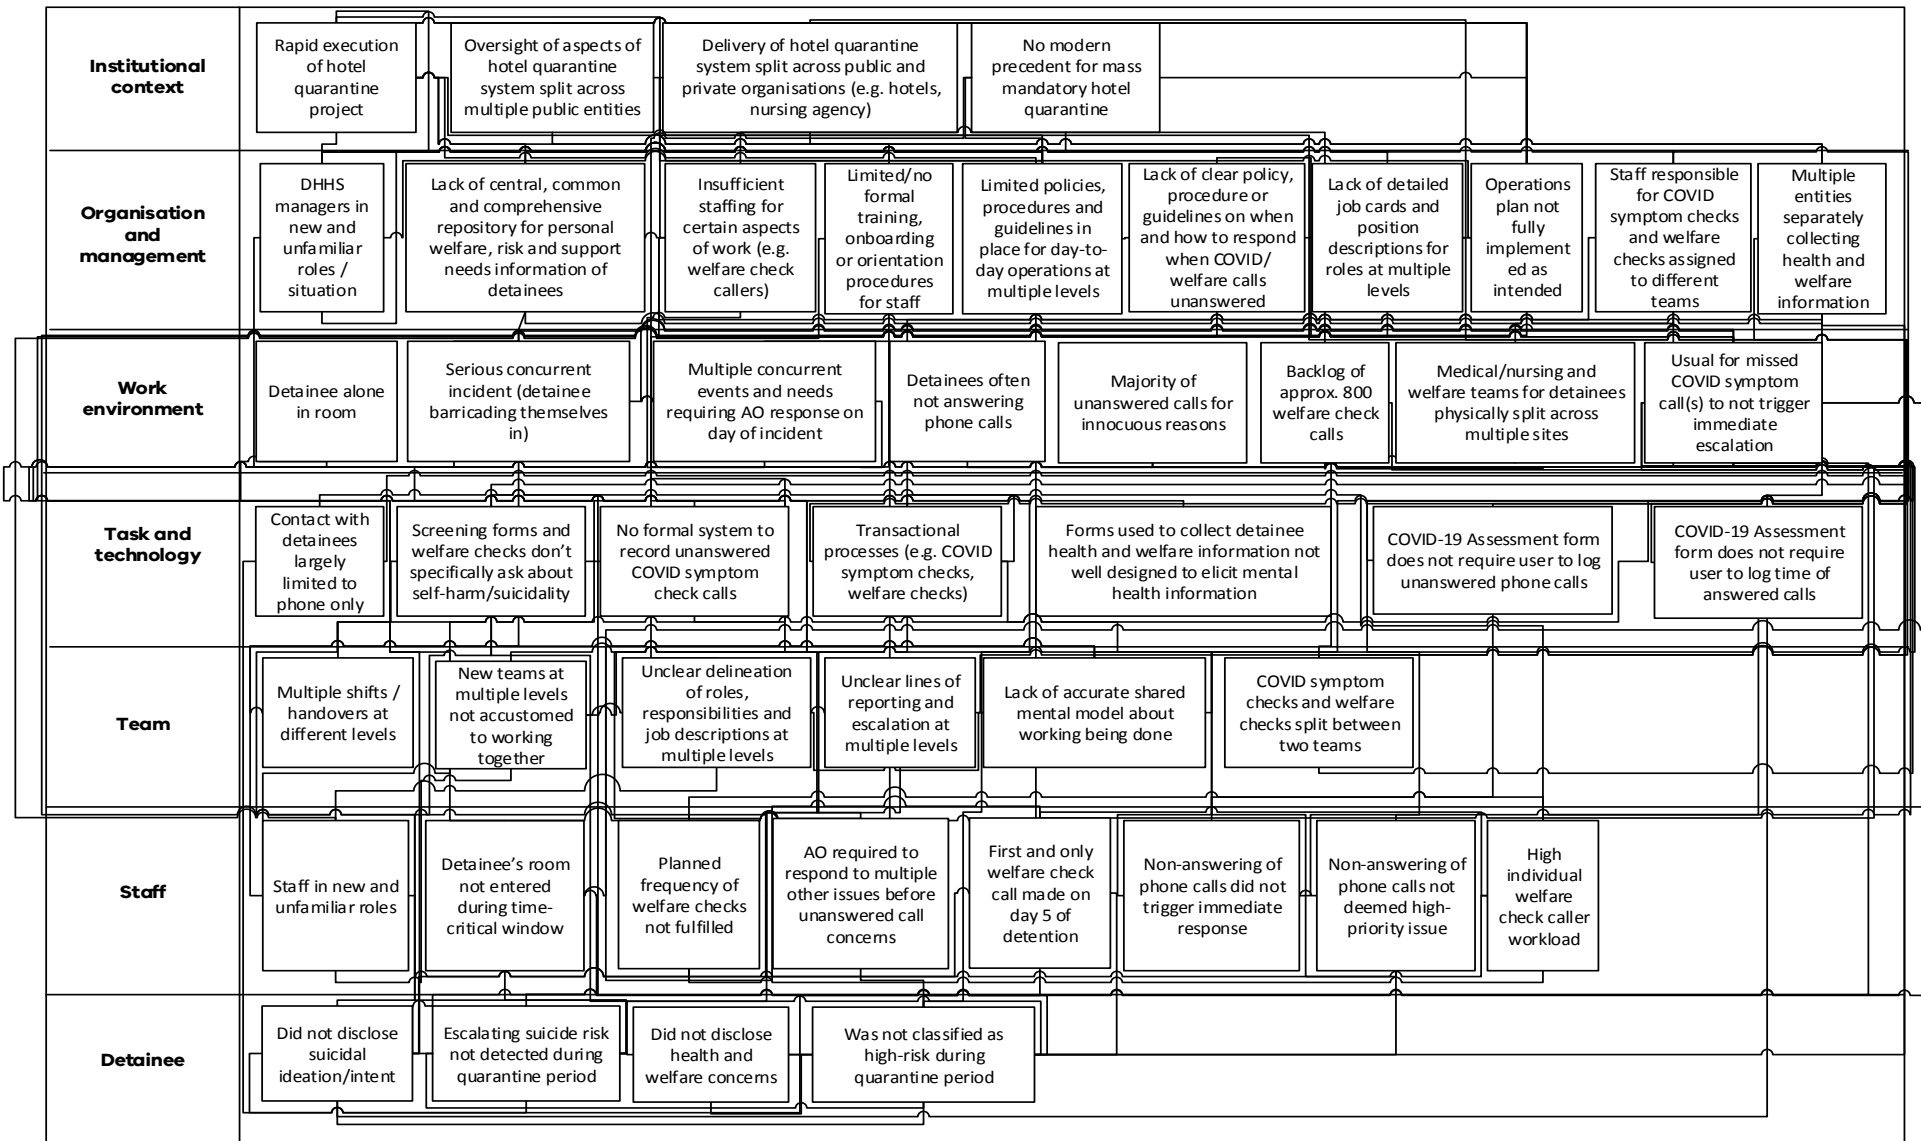 Institutional
context
Rapid execution
of hotel
quarantine
project
Oversight of aspects of
hotel quarantine
system split across
multiple public entities
Delivery of hotel quarantine
system split across public and
private organisations (e.g. hotels,
nursing agency)
No modern
precedent for mass
mandatory hotel
quarantine
Organisation
and
management
DHHS
managers in
new and
unfamiliar
roles /
situation
Lack of central, common
and comprehensive
repository for personal
welfare, risk and support
needs information of
detainees
Insufficient
staffing for
certain aspects
of work (e.g.
welfare check
callers)
Limited/no
formal
training,
onboarding
or orientation
procedures
for staff
Limited policies,
procedures and
guidelines in
place for day-to-
day operations at
multiple levels
Lack of clear policy,
procedure or
guidelines on when
and how to respond
when COVID/
welfare calls
unanswered
Lack of detailed
job cards and
position
descriptions for
roles at multiple
levels
Operations
plan not
fully
implement
ed as
intended
Staff responsible
for COVID
symptom checks
and welfare
checks assigned
to different
teams
Multiple
entities
separately
collecting
health and
welfare
information
Work
environment
Detainee alone
in room
Serious concurrent
incident (detainee
barricading themselves
in)
Multiple concurrent
events and needs
requiring AO response on
day of incident
Detainees often
not answering
phone calls
Majority of
unanswered calls for
innocuous reasons
Backlog of
approx. 800
welfare check
calls
Medical/nursing and
welfare teams for detainees
physically split across
multiple sites
Usual for missed
COVID symptom
call(s) to not trigger
immediate
escalation
Task and
technology
Contact with
detainees
largely
limited to
phone only
Screening forms and
welfare checks don’t
specifically ask about
self-harm/suicidality
No formal system to
record unanswered
COVID symptom
check calls
Transactional
processes (e.g. COVID
symptom checks,
welfare checks)
Forms used to collect detainee
health and welfare information not
well designed to elicit mental
health information
COVID-19 Assessment form
does not require user to log
unanswered phone calls
COVID-19 Assessment
form does not require
user to log time of
answered calls
Team
Multiple shifts /
handovers at
different levels
New teams at
multiple levels
not accustomed
to working
together
Unclear delineation
of roles,
responsibilities and
job descriptions at
multiple levels
Unclear lines of
reporting and
escalation at
multiple levels
Lack of accurate shared
mental model about
working being done
COVID symptom
checks and welfare
checks split between
two teams
Staff
Staff in new and
unfamiliar roles
Detainee’s room
not entered
during time-
critical window
Planned
frequency of
welfare checks
not fulfilled
AO required to
respond to multiple
other issues before
unanswered call
concerns
First and only
welfare check
call made on
day 5 of
detention
Non-answering of
phone calls did not
trigger immediate
response
Non-answering of
phone calls not
deemed high-
priority issue
High
individual
welfare
check caller
workload
Detainee
Did not disclose
suicidal
ideation/intent
Escalating suicide risk
not detected during
quarantine period
Did not disclose
health and
welfare concerns
Was not classified as
high-risk during
quarantine period